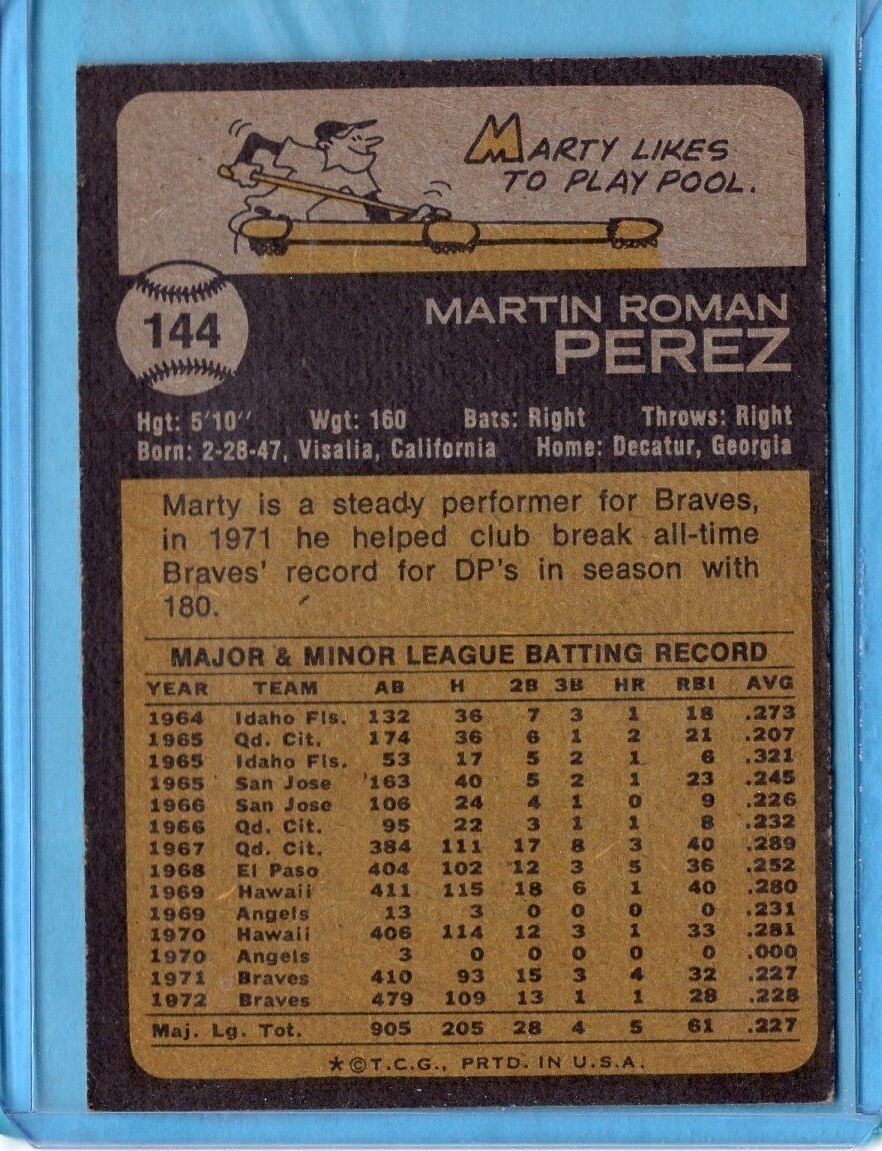 MARTY LIKES
TO PLAY POOL.
144
MARTIN ROMAN
PEREZ
Hgt: 5'10" Wgt: 160 Bats: Right Throws: Right
Born: 2-28-47, Visalia, California Home: Decatur, Georgia
Marty is a steady performer for Braves,
in 1971 he helped club break all-time
Braves' record for DP's in season with
180.
MAJOR & MINOR LEAGUE BATTING RECORD
YEAR TEAM AB H 2B 3B HR RBI AVG
1964 Idaho Fls. 132 36 7 3 1 18 .273
1965 Qd. Cit. 174 36 6 1 2 21 .207
1965 Idaho Fls. 53 17 5 2 1 6 .321
1965 San Jose 163 40 5 2 1 23 .245
1966 San Jose 106 24 4 1 0 9 .226
1966 Qd. Cit. 95 22 3 1 1 8 .232
1967 Qd. Cit. 384 111 17 8 3 40 .289
1968 El Paso 404 102 12 3 5 36 .252
1969 Hawaii 411 115 18 6 1 40 .280
1969 Angels 13 3 0 0 0 0 .231
1970 Hawaii 406 114 12 3 1 33 .281
1970 Angels 3 0 0 0 0 0 .000
1971 Braves 410 93 15 3 4 32 .227
1972 Braves 479 109 13 1 1 28 .228
Maj. Lg. Tot. 905 205 28 4 5 61 .227
*©T.C.G., PRTD. IN U.S.A.